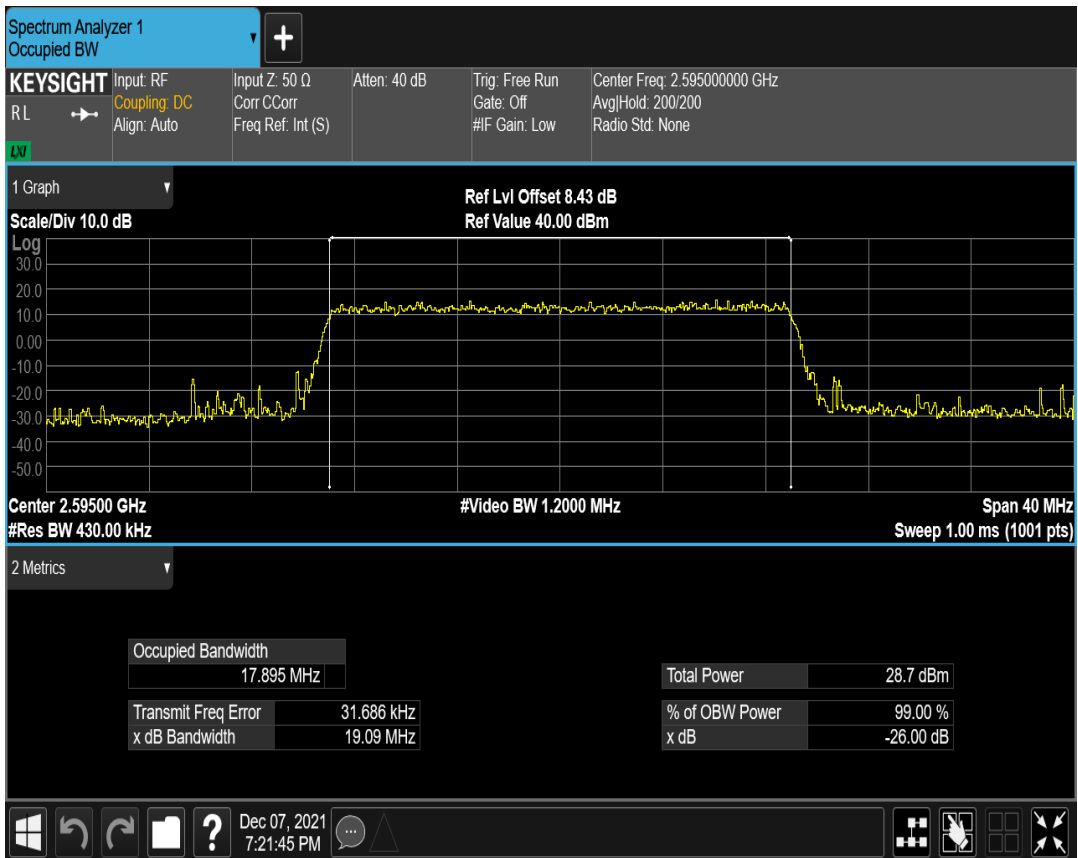 Spectrum Analyzer 1
Occupied BW
+
KEYSIGHT
R L
LXI
Input: RF
Coupling: DC
Align: Auto
Input Z: 50 Ω
Corr CCorr
Freq Ref: Int (S)
Atten: 40 dB
Trig: Free Run
Gate: Off
#IF Gain: Low
Center Freq: 2.595000000 GHz
Avg|Hold: 200/200
Radio Std: None
1 Graph
Scale/Div 10.0 dB
Ref Lvl Offset 8.43 dB
Ref Value 40.00 dBm
Log
30.0
20.0
10.0
0.00
-10.0
-20.0
-30.0
-40.0
-50.0
Center 2.59500 GHz
#Video BW 1.2000 MHz
Span 40 MHz
#Res BW 430.00 kHz
Sweep 1.00 ms (1001 pts)
2 Metrics
Occupied Bandwidth
17.895 MHz
Total Power 28.7 dBm
Transmit Freq Error 31.686 kHz
% of OBW Power 99.00 %
x dB Bandwidth 19.09 MHz
x dB -26.00 dB
?
Dec 07, 2021
7:21:45 PM